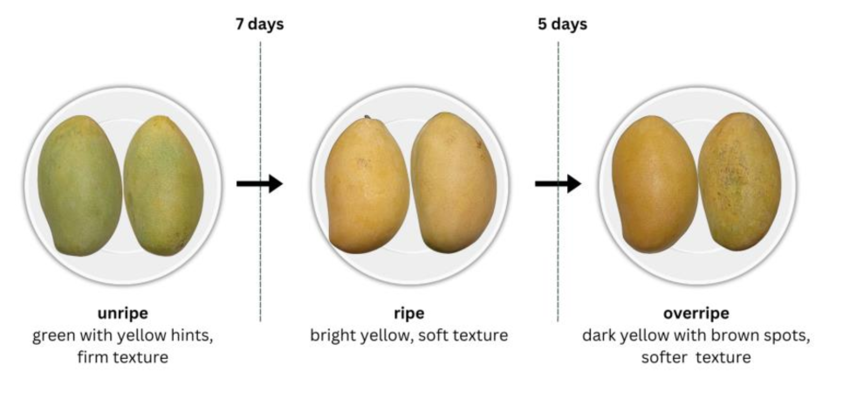 7 days
5 days
unripe
green with yellow hints,
firm texture
ripe
bright yellow, soft texture
overripe
dark yellow with brown spots,
softer texture